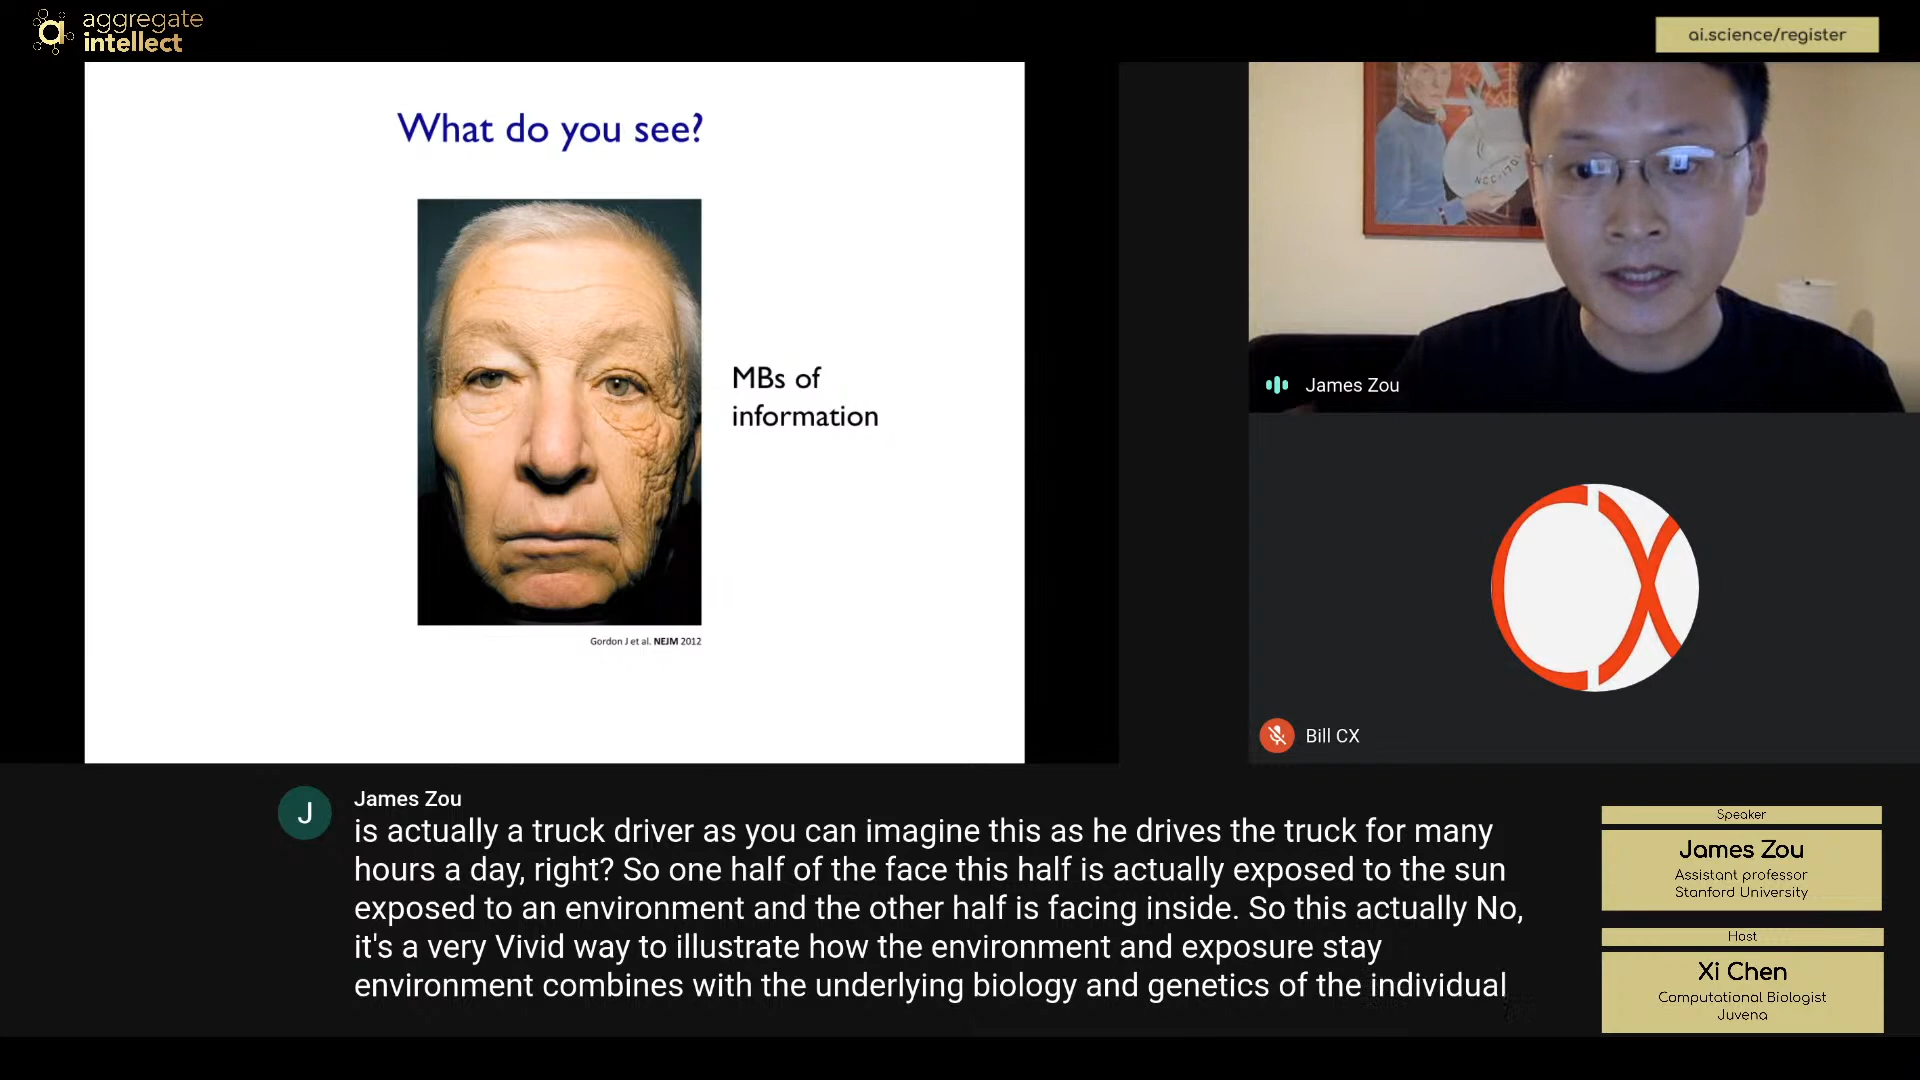 aggregate
intellect
ai.science/register
What do you see?
MBs of
information
Gordon J et al. NEJM 2012
NCC-1701
James Zou
Bill CX
J
James Zou
is actually a truck driver as you can imagine this as he drives the truck for many
hours a day, right? So one half of the face this half is actually exposed to the sun
exposed to an environment and the other half is facing inside. So this actually No,
it's a very Vivid way to illustrate how the environment and exposure stay
environment combines with the underlying biology and genetics of the individual
Speaker
James Zou
Assistant professor
Stanford University
Host
Xi Chen
Computational Biologist
Juvena